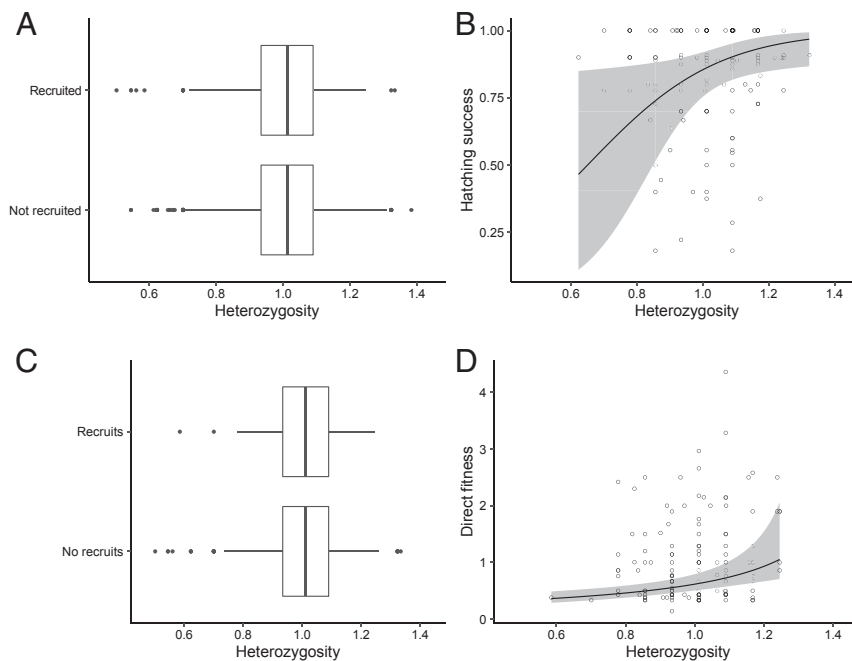 A
Recruited
Not recruited
0.6 0.8 1.0 1.2 1.4
Heterozygosity
B
Hatching success
1.00
0.75
0.50
0.25
0.6 0.8 1.0 1.2 1.4
Heterozygosity
C
Recruits
No recruits
0.6 0.8 1.0 1.2 1.4
Heterozygosity
D
Direct fitness
4
3
2
1
0
0.6 0.8 1.0 1.2 1.4
Heterozygosity